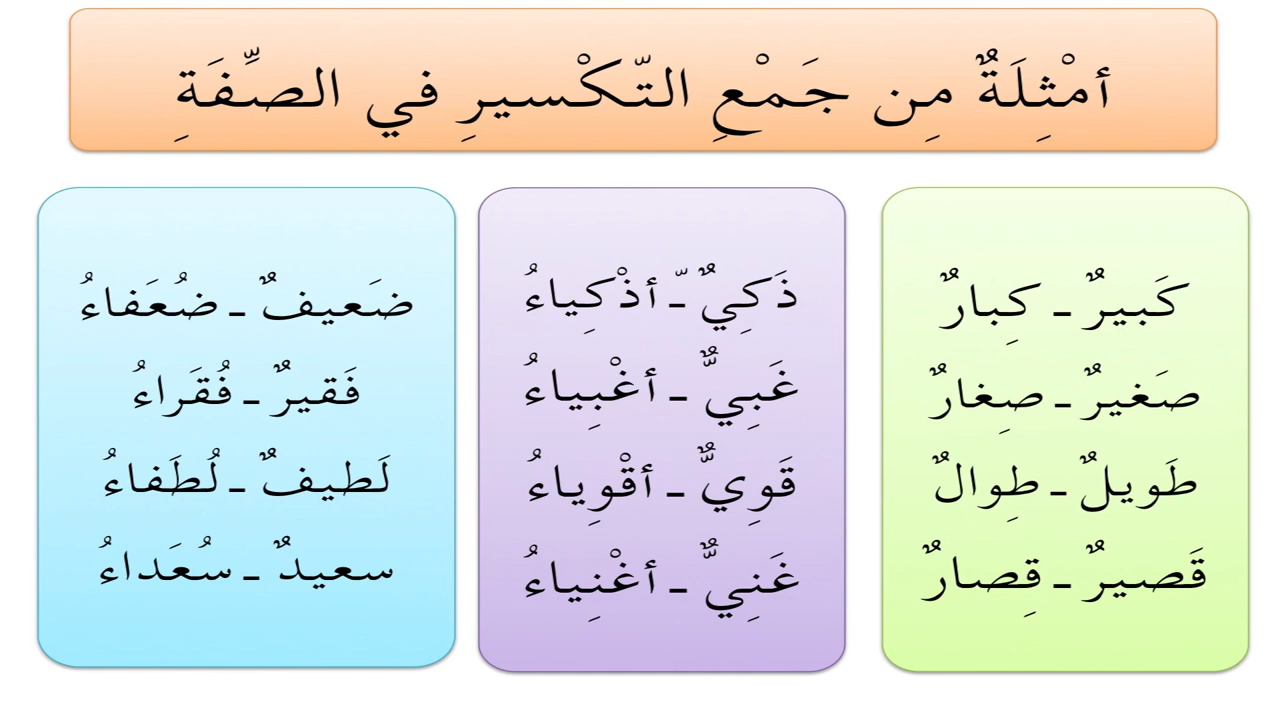 أمْثِلَةٌ مِن جَمْعِ التّكْسيرِ في الصِّفَةِ
كَبيرٌ ـ كِبارٌ
صَغيرٌ ـ صِغارٌ
طَويلٌ ـ طِوالٌ
قَصيرٌ ـ قِصارٌ
ذَكِيٌ ـّ أذْكِياءُ
غَبِيٌّ ـ أغْبِياءُ
قَوِيٌّ ـ أقْوِياءُ
غَنِيٌّ ـ أغْنِياءُ
ضَعيفٌ ـ ضُعَفاءُ
فَقيرٌ ـ فُقَراءُ
لَطيفٌ ـ لُطَفاءُ
سعيدٌ ـ سُعَداءُ